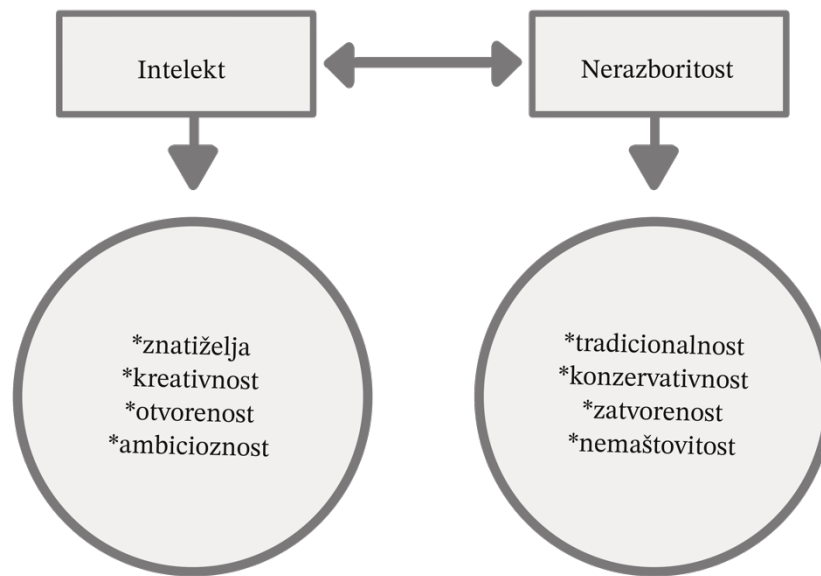 Intelekt
Nerazboritost
*znatiželja
*kreativnost
*otvorenost
*ambicioznost
*tradicionalnost
*konzervativnost
*zatvorenost
*nemaštovitost